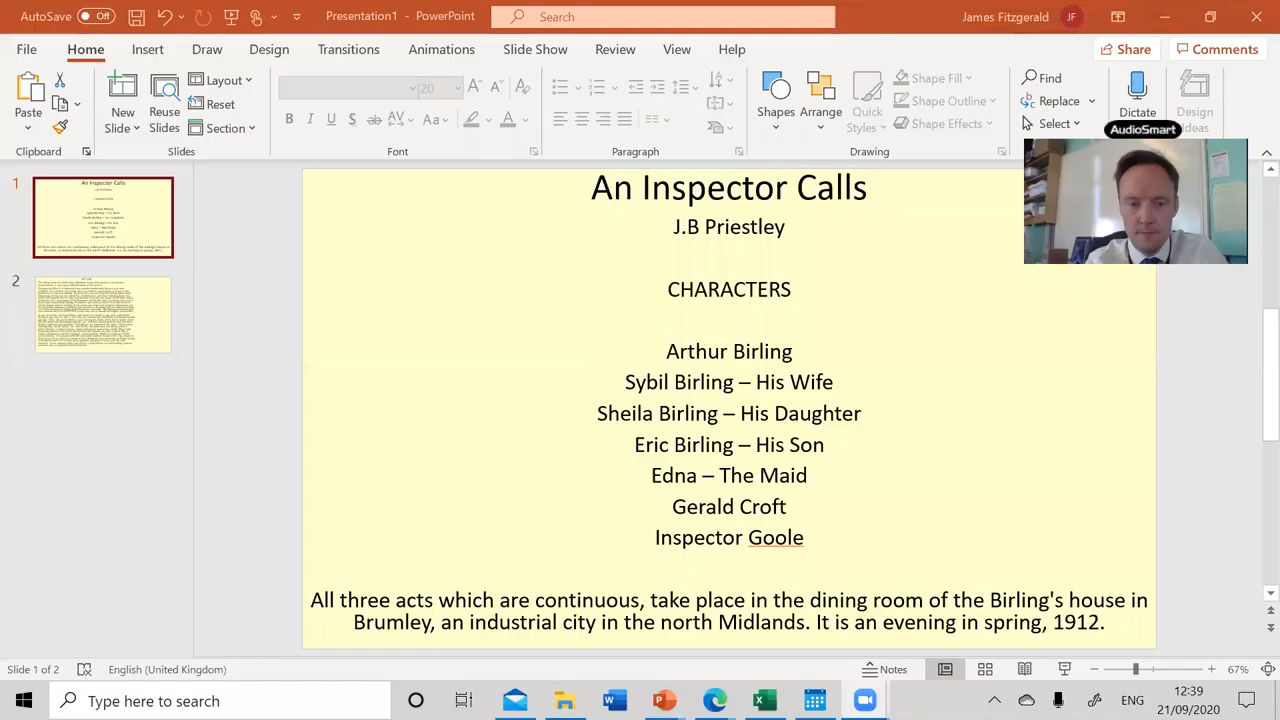 AutoSave Off Presentation1 - PowerPoint Search James Fitzgerald JF
File Home Insert Draw Design Transitions Animations Slide Show Review View Help Share Comments
Paste New Slide Reuse Slides Layout Reset Section 20 Shapes Arrange Quick Styles Shape Fill Shape Outline Shape Effects Find Replace Select Dictate Design
Clipboard Slides Font Paragraph Drawing
AudioSmart
1
2
An Inspector Calls
J.B Priestley
CHARACTERS
Arthur Birling
Sybil Birling – His Wife
Sheila Birling – His Daughter
Eric Birling – His Son
Edna – The Maid
Gerald Croft
Inspector Goole
All three acts which are continuous, take place in the dining room of the Birling's house in
Brumley, an industrial city in the north Midlands. It is an evening in spring, 1912.
Slide 1 of 2 English (United Kingdom) Notes 67%
Type here to search ENG 12:39
21/09/2020